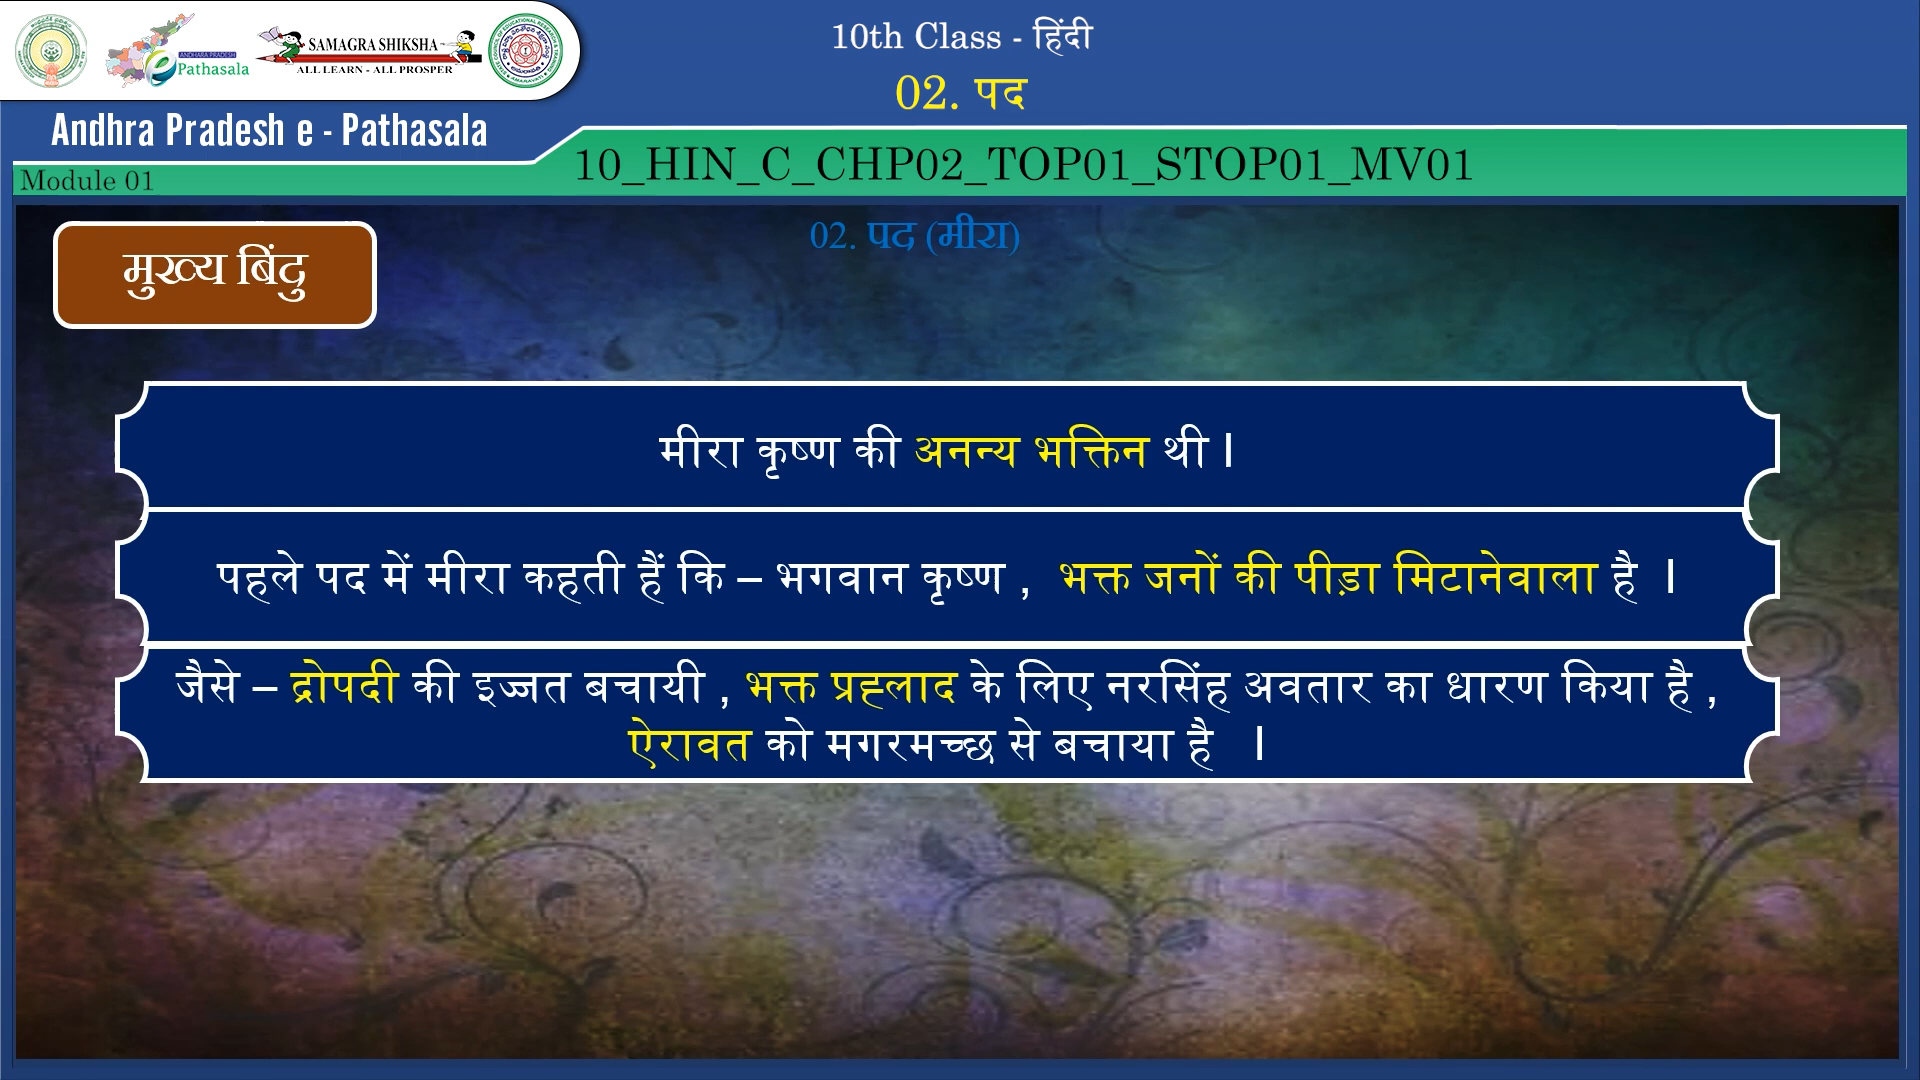 ANDHRA PRADESH
e Pathasala
SAMAGRA SHIKSHA
ALL LEARN - ALL PROSPER
10th Class - हिंदी
02. पद
Andhra Pradesh e - Pathasala
10_HIN_C_CHP02_TOP01_STOP01_MV01
Module 01
02. पद (मीरा)
मुख्य बिंदु
मीरा कृष्ण की अनन्य भक्तिन थी ।
पहले पद में मीरा कहती हैं कि – भगवान कृष्ण , भक्त जनों की पीड़ा मिटानेवाला है ।
जैसे – द्रोपदी की इज्जत बचायी , भक्त प्रह्लाद के लिए नरसिंह अवतार का धारण किया है ,
ऐरावत को मगरमच्छ से बचाया है ।